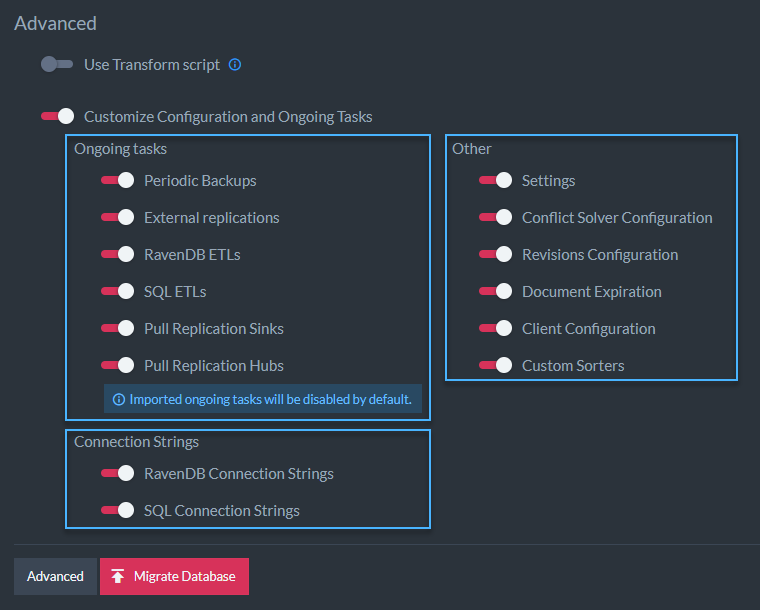 Advanced
Use Transform script
Customize Configuration and Ongoing Tasks
Ongoing tasks
Periodic Backups
External replications
RavenDB ETLs
SQL ETLs
Pull Replication Sinks
Pull Replication Hubs
Imported ongoing tasks will be disabled by default.
Other
Settings
Conflict Solver Configuration
Revisions Configuration
Document Expiration
Client Configuration
Custom Sorters
Connection Strings
RavenDB Connection Strings
SQL Connection Strings
Advanced
Migrate Database